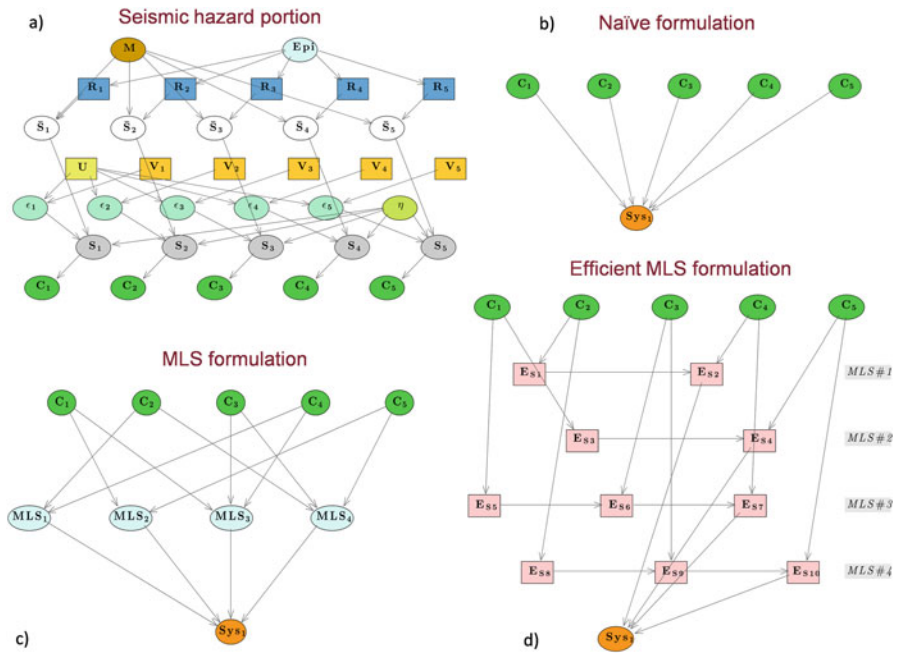 a)
Seismic hazard portion
M
Epi
R1 R2 R3 R4 R5
S̄1 S̄2 S̄3 S̄4 S̄5
U V1 V2 V3 V4 V5
ϵ1 ϵ2 ϵ3 ϵ4 ϵ5 η
S1 S2 S3 S4 S5
C1 C2 C3 C4 C5
b)
Naïve formulation
C1 C2 C3 C4 C5
Sys1
MLS formulation
C1 C2 C3 C4 C5
MLS1 MLS2 MLS3 MLS4
Sys1
c)
Efficient MLS formulation
C1 C2 C3 C4 C5
ES1 ES2 MLS#1
ES3 ES4 MLS#2
ES5 ES6 ES7 MLS#3
ES8 ES9 ES10 MLS#4
Sys1
d)